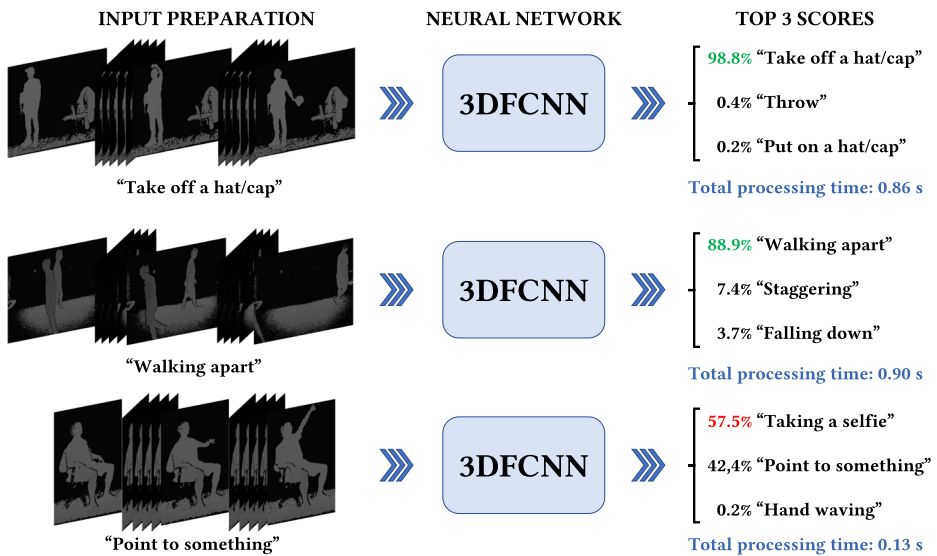 INPUT PREPARATION
NEURAL NETWORK
TOP 3 SCORES
“Take off a hat/cap”
3DFCNN
98.8% “Take off a hat/cap”
0.4% “Throw”
0.2% “Put on a hat/cap”
Total processing time: 0.86 s
“Walking apart”
3DFCNN
88.9% “Walking apart”
7.4% “Staggering”
3.7% “Falling down”
Total processing time: 0.90 s
“Point to something”
3DFCNN
57.5% “Taking a selfie”
42,4% “Point to something”
0.2% “Hand waving”
Total processing time: 0.13 s